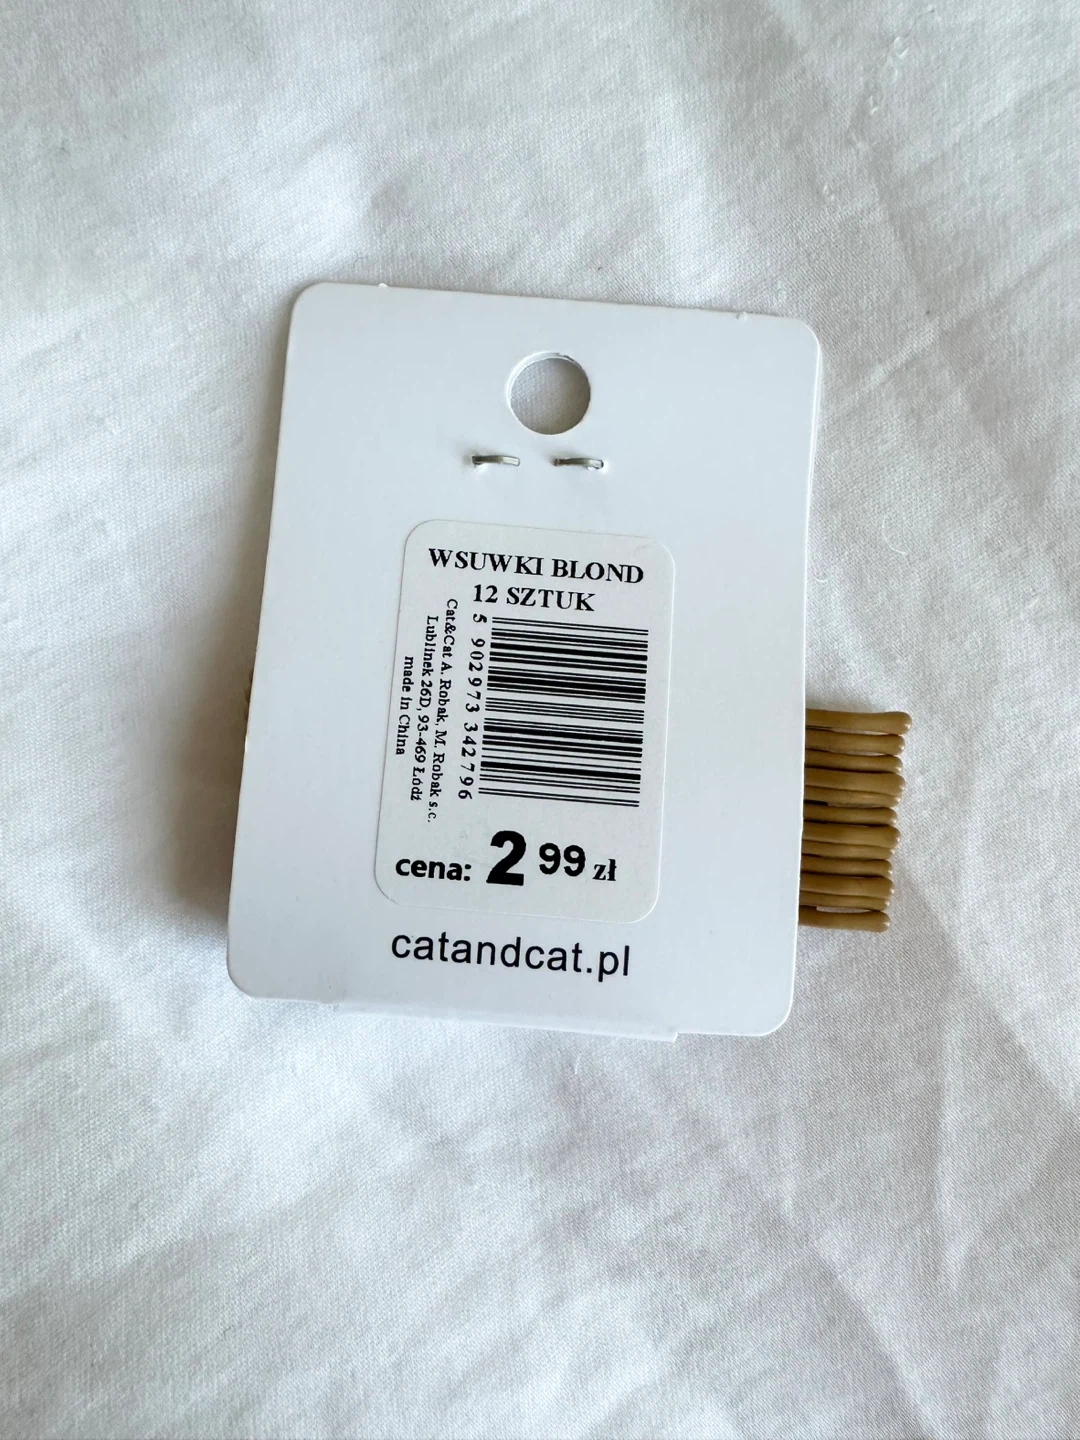 WSUWKI BLOND
12 SZTUK
5 902973 342796
Cat&Cat A. Robak, M. Robak s.c.
Lublinek 26D, 93-469 Łódź
made in China
cena: 2 99 zł
catandcat.pl